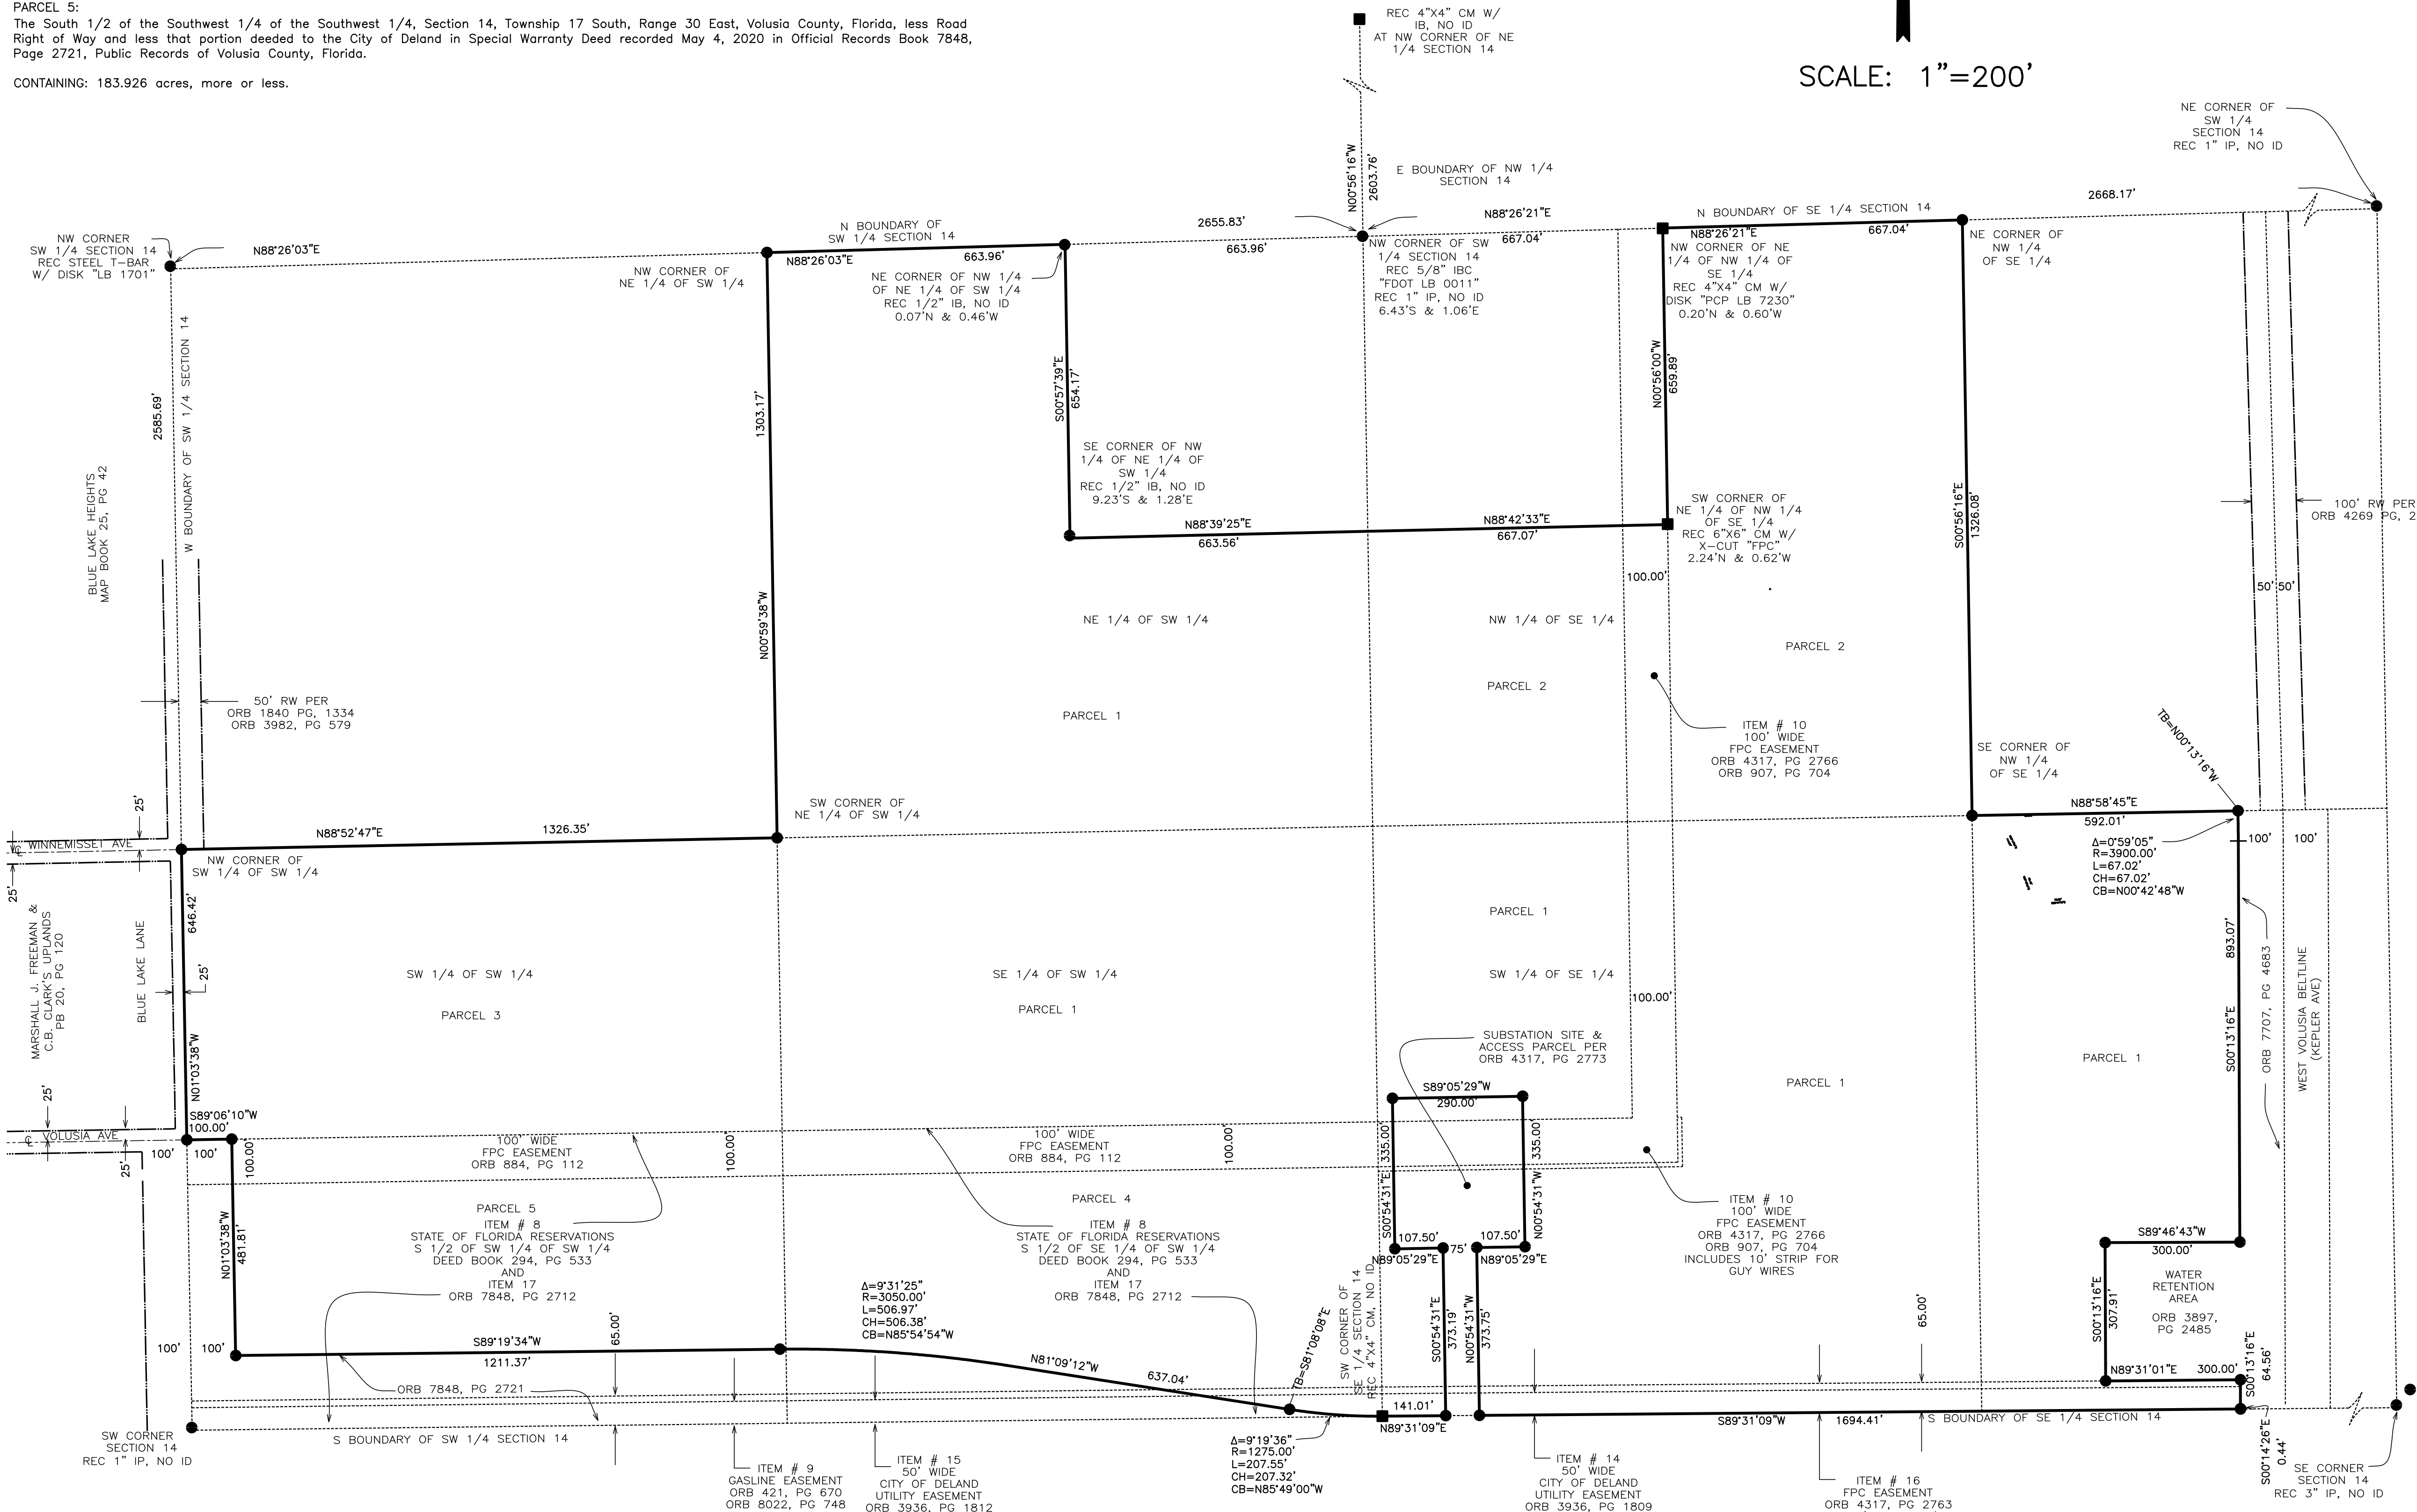 PARCEL 5:
The South 1/2 of the Southwest 1/4 of the Southwest 1/4, Section 14, Township 17 South, Range 30 East, Volusia County, Florida, less Road
Right of Way and less that portion deeded to the City of Deland in Special Warranty Deed recorded May 4, 2020 in Official Records Book 7848,
Page 2721, Public Records of Volusia County, Florida.
CONTAINING: 183.926 acres, more or less.
REC 4"X4" CM W/
IB, NO ID
AT NW CORNER OF NE
1/4 SECTION 14
SCALE: 1"=200'
NE CORNER OF
SW 1/4
SECTION 14
REC 1" IP, NO ID
N00°56'16"W
2603.76'
E BOUNDARY OF NW 1/4
SECTION 14
2668.17'
NW CORNER
SW 1/4 SECTION 14
REC STEEL T-BAR
W/ DISK "LB 1701"
N88°26'03"E
N BOUNDARY OF
SW 1/4 SECTION 14
2655.83'
N88°26'21"E
667.04'
N BOUNDARY OF SE 1/4 SECTION 14
N88°26'21"E
667.04'
NW CORNER OF
NE 1/4 OF SW 1/4
N88°26'03"E
663.96'
663.96'
NE CORNER OF NW 1/4
OF NE 1/4 OF SW 1/4
REC 1/2" IB, NO ID
0.07'N & 0.46'W
NW CORNER OF SW
1/4 SECTION 14
REC 5/8" IBC
"FDOT LB 0011"
REC 1" IP, NO ID
6.43'S & 1.06'E
NW CORNER OF NE
1/4 OF NW 1/4 OF
SE 1/4
REC 4"X4" CM W/
DISK "PCP LB 7230"
0.20'N & 0.60'W
NE CORNER OF
NW 1/4
OF SE 1/4
2585.69'
W BOUNDARY OF SW 1/4 SECTION 14
BLUE LAKE HEIGHTS
MAP BOOK 25, PG 42
1303.17'
N00°59'38"W
S00°57'39"E
654.17'
N00°56'00"W
659.89'
SE CORNER OF NW
1/4 OF NE 1/4 OF
SW 1/4
REC 1/2" IB, NO ID
9.23'S & 1.28'E
N88°39'25"E
663.56'
N88°42'33"E
667.07'
SW CORNER OF
NE 1/4 OF NW 1/4
OF SE 1/4
REC 6"X6" CM W/
X-CUT "FPC"
2.24'N & 0.62'W
S00°56'16"E
1326.08'
100' RW PER
ORB 4269 PG, 2
50' 50'
100.00'
NE 1/4 OF SW 1/4
NW 1/4 OF SE 1/4
PARCEL 2
PARCEL 2
PARCEL 1
50' RW PER
ORB 1840 PG, 1334
ORB 3982, PG 579
ITEM # 10
100' WIDE
FPC EASEMENT
ORB 4317, PG 2766
ORB 907, PG 704
TB=N00°13'16"W
SE CORNER OF
NW 1/4
OF SE 1/4
N88°58'45"E
592.01'
SW CORNER OF
NE 1/4 OF SW 1/4
N88°52'47"E
1326.35'
25'
WINNEMISSET AVE
25'
NW CORNER OF
SW 1/4 OF SW 1/4
Δ=0°59'05"
R=3900.00'
L=67.02'
CH=67.02'
CB=N00°42'48"W
100'
100'
646.42'
N01°03'38"W
MARSHALL J. FREEMAN &
C.B. CLARK'S UPLANDS
PB 20, PG 120
BLUE LAKE LANE
25'
SW 1/4 OF SW 1/4
PARCEL 3
SE 1/4 OF SW 1/4
PARCEL 1
PARCEL 1
SW 1/4 OF SE 1/4
100.00'
893.07'
S00°13'16"E
ORB 7707, PG 4683
WEST VOLUSIA BELTLINE
(KEPLER AVE)
SUBSTATION SITE &
ACCESS PARCEL PER
ORB 4317, PG 2773
PARCEL 1
PARCEL 1
25'
S89°06'10"W
100.00'
VOLUSIA AVE
25'
100'
100'
100.00'
100' WIDE
FPC EASEMENT
ORB 884, PG 112
100.00'
100' WIDE
FPC EASEMENT
ORB 884, PG 112
100.00'
S89°05'29"W
290.00'
335.00'
S00°54'31"E
335.00'
N00°54'31"W
N01°03'38"W
481.81'
PARCEL 5
ITEM # 8
STATE OF FLORIDA RESERVATIONS
S 1/2 OF SW 1/4 OF SW 1/4
DEED BOOK 294, PG 533
AND
ITEM 17
ORB 7848, PG 2712
PARCEL 4
ITEM # 8
STATE OF FLORIDA RESERVATIONS
S 1/2 OF SE 1/4 OF SW 1/4
DEED BOOK 294, PG 533
AND
ITEM 17
ORB 7848, PG 2712
107.50'
N89°05'29"E
75'
107.50'
N89°05'29"E
ITEM # 10
100' WIDE
FPC EASEMENT
ORB 4317, PG 2766
ORB 907, PG 704
INCLUDES 10' STRIP FOR
GUY WIRES
S89°46'43"W
300.00'
WATER
RETENTION
AREA
ORB 3897,
PG 2485
S00°13'16"E
307.91'
N89°31'01"E
300.00'
S00°13'16"E
64.56'
Δ=9°31'25"
R=3050.00'
L=506.97'
CH=506.38'
CB=N85°54'54"W
65.00'
100'
100'
S89°19'34"W
1211.37'
ORB 7848, PG 2721
N81°09'12"W
637.04'
TB=S81°08'08"E
SW CORNER OF
SE 1/4 SECTION 14
REC 4"X4" CM, NO ID
S00°54'31"E
373.19'
N00°54'31"W
373.75'
65.00'
141.01'
N89°31'09"E
S89°31'09"W
1694.41'
S BOUNDARY OF SE 1/4 SECTION 14
S BOUNDARY OF SW 1/4 SECTION 14
SW CORNER
SECTION 14
REC 1" IP, NO ID
Δ=9°19'36"
R=1275.00'
L=207.55'
CH=207.32'
CB=N85°49'00"W
S00°14'26"E
0.44'
SE CORNER
SECTION 14
REC 3" IP, NO ID
ITEM # 9
GASLINE EASEMENT
ORB 421, PG 670
ORB 8022, PG 748
ITEM # 15
50' WIDE
CITY OF DELAND
UTILITY EASEMENT
ORB 3936, PG 1812
ITEM # 14
50' WIDE
CITY OF DELAND
UTILITY EASEMENT
ORB 3936, PG 1809
ITEM # 16
FPC EASEMENT
ORB 4317, PG 2763